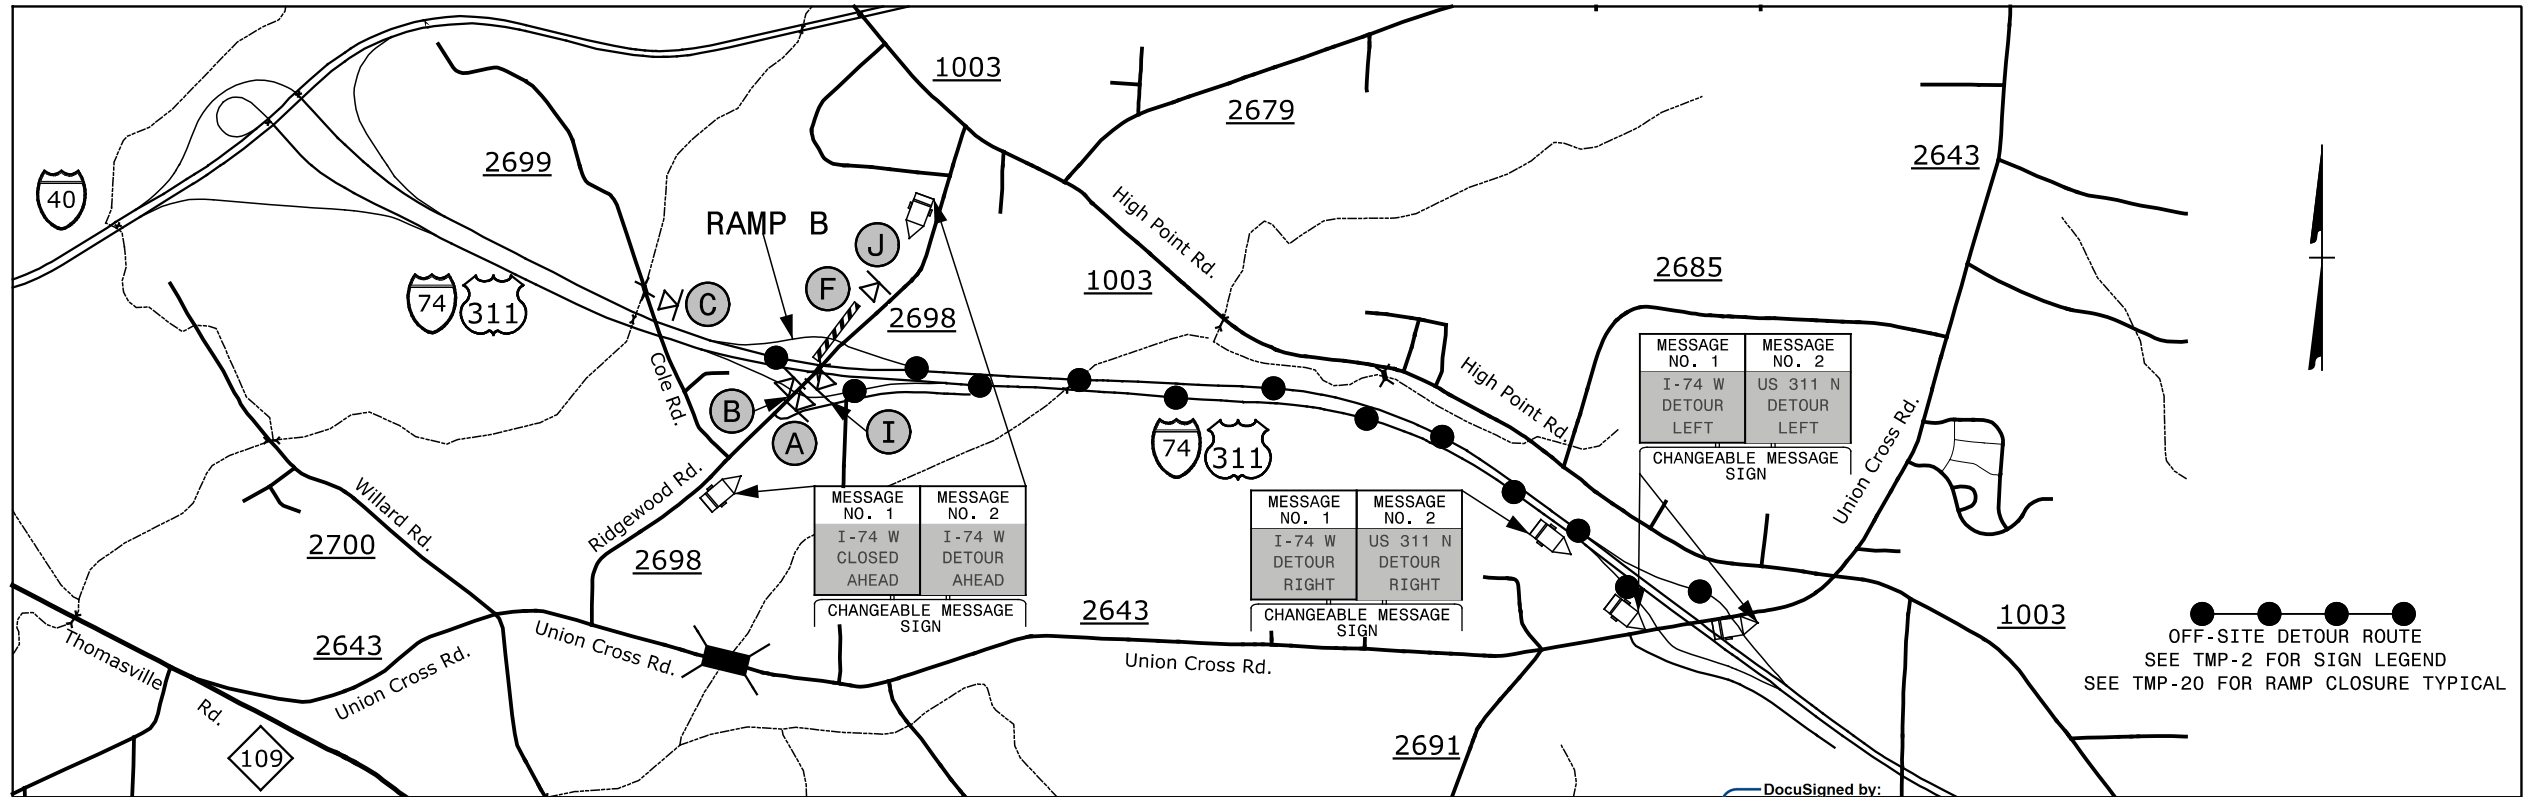 1003
2679
2699
2643
40
RAMP B
J
High Point Rd.
74
311
C
F
2698
1003
2685
Cole Rd.
B
A
I
High Point Rd.
74
311
MESSAGE NO. 1
MESSAGE NO. 2
I-74 W
US 311 N
DETOUR
DETOUR
LEFT
LEFT
CHANGEABLE MESSAGE
SIGN
Union Cross Rd.
Willard Rd.
2700
Ridgewood Rd.
2698
MESSAGE NO. 1
MESSAGE NO. 2
I-74 W
I-74 W
CLOSED
DETOUR
AHEAD
AHEAD
CHANGEABLE MESSAGE
SIGN
MESSAGE NO. 1
MESSAGE NO. 2
I-74 W
US 311 N
DETOUR
DETOUR
RIGHT
RIGHT
CHANGEABLE MESSAGE
SIGN
2643
Union Cross Rd.
Union Cross Rd.
2643
Union Cross Rd.
1003
Thomasville
Rd.
109
2691
OFF-SITE DETOUR ROUTE
SEE TMP-2 FOR SIGN LEGEND
SEE TMP-20 FOR RAMP CLOSURE TYPICAL
DocuSigned by: